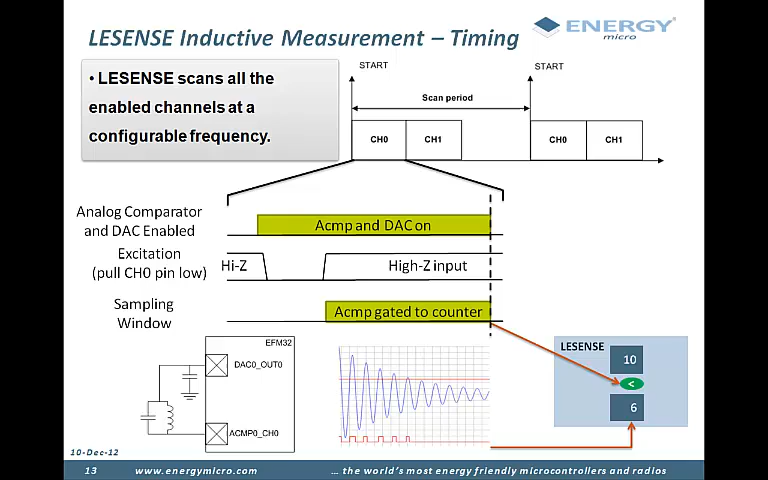 LESENSE Inductive Measurement – Timing
ENERGY®
micro
• LESENSE scans all the
enabled channels at a
configurable frequency.
START
START
Scan period
CH0
CH1
CH0
CH1
Analog Comparator
and DAC Enabled
Acmp and DAC on
Excitation
(pull CH0 pin low)
Hi-Z
High-Z input
Sampling
Window
Acmp gated to counter
EFM32
DAC0_OUT0
ACMP0_CH0
LESENSE
10
<
6
10-Dec-12
13
www.energymicro.com
... the world's most energy friendly microcontrollers and radios